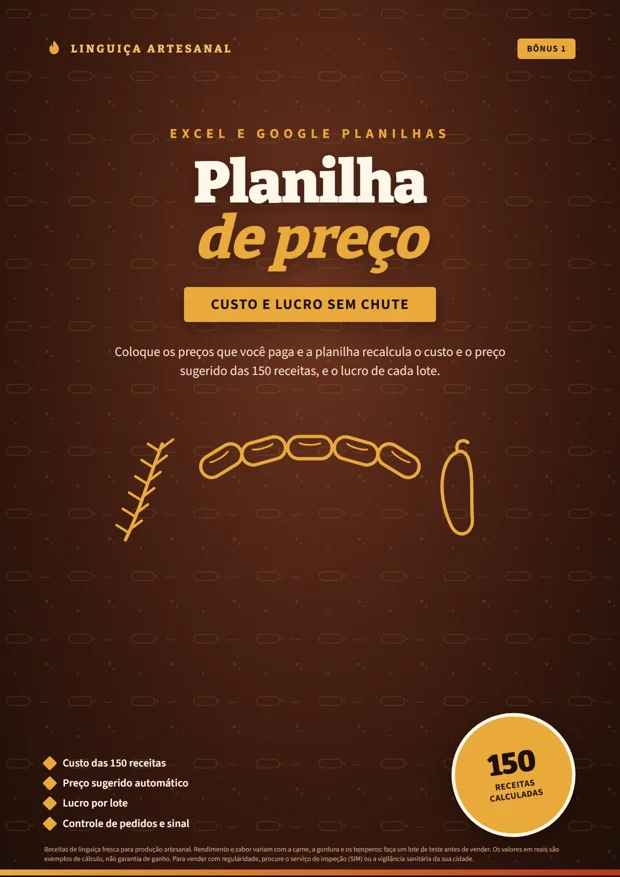 LINGUIÇA ARTESANAL
BÔNUS 1
EXCEL E GOOGLE PLANILHAS
Planilha
de preço
CUSTO E LUCRO SEM CHUTE
Coloque os preços que você paga e a planilha recalcula o custo e o preço
sugerido das 150 receitas, e o lucro de cada lote.
Custo das 150 receitas
Preço sugerido automático
Lucro por lote
Controle de pedidos e sinal
150
RECEITAS
CALCULADAS
Receitas de linguiça fresca para produção artesanal. Rendimento e sabor variam com a carne, a gordura e os temperos: faça um lote de teste antes de vender. Os valores em reais são
exemplos de cálculo, não garantia de ganho. Para vender com regularidade, procure o serviço de inspeção (SIM) ou a vigilância sanitária da sua cidade.